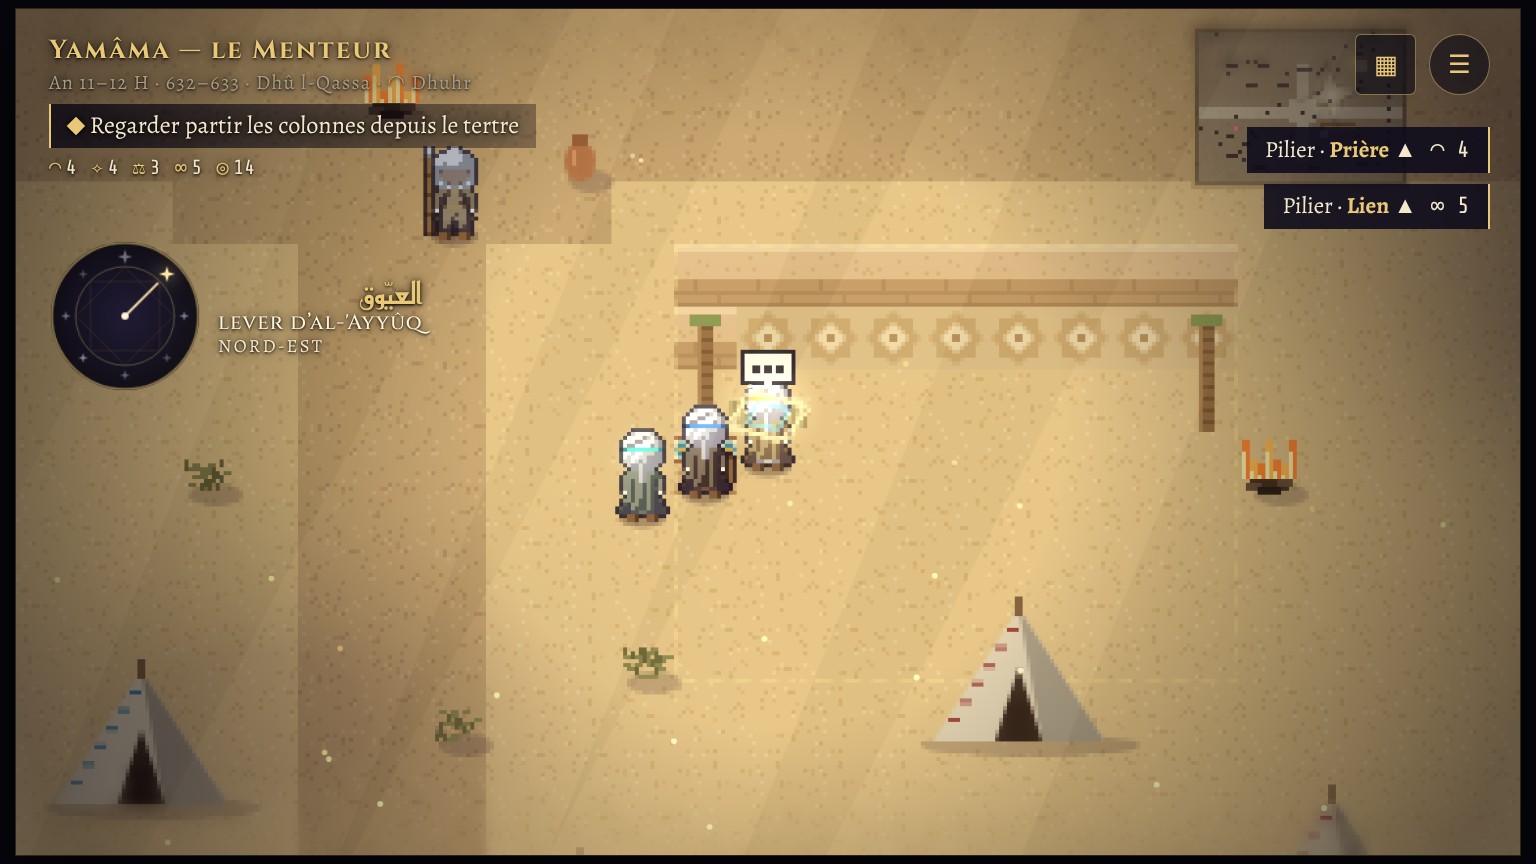 Yamâma — le Menteur
An 11–12 H · 632–633 · Dhû l-Qassa · ◠ Dhuhr
◆ Regarder partir les colonnes depuis le tertre
◠ 4 ✧ 4 ⚖ 3 ∞ 5 ◎ 14
Pilier · Prière ▲ ◠ 4
Pilier · Lien ▲ ∞ 5
العيّوق
LEVER D'AL-ʿAYYÛQ
NORD-EST